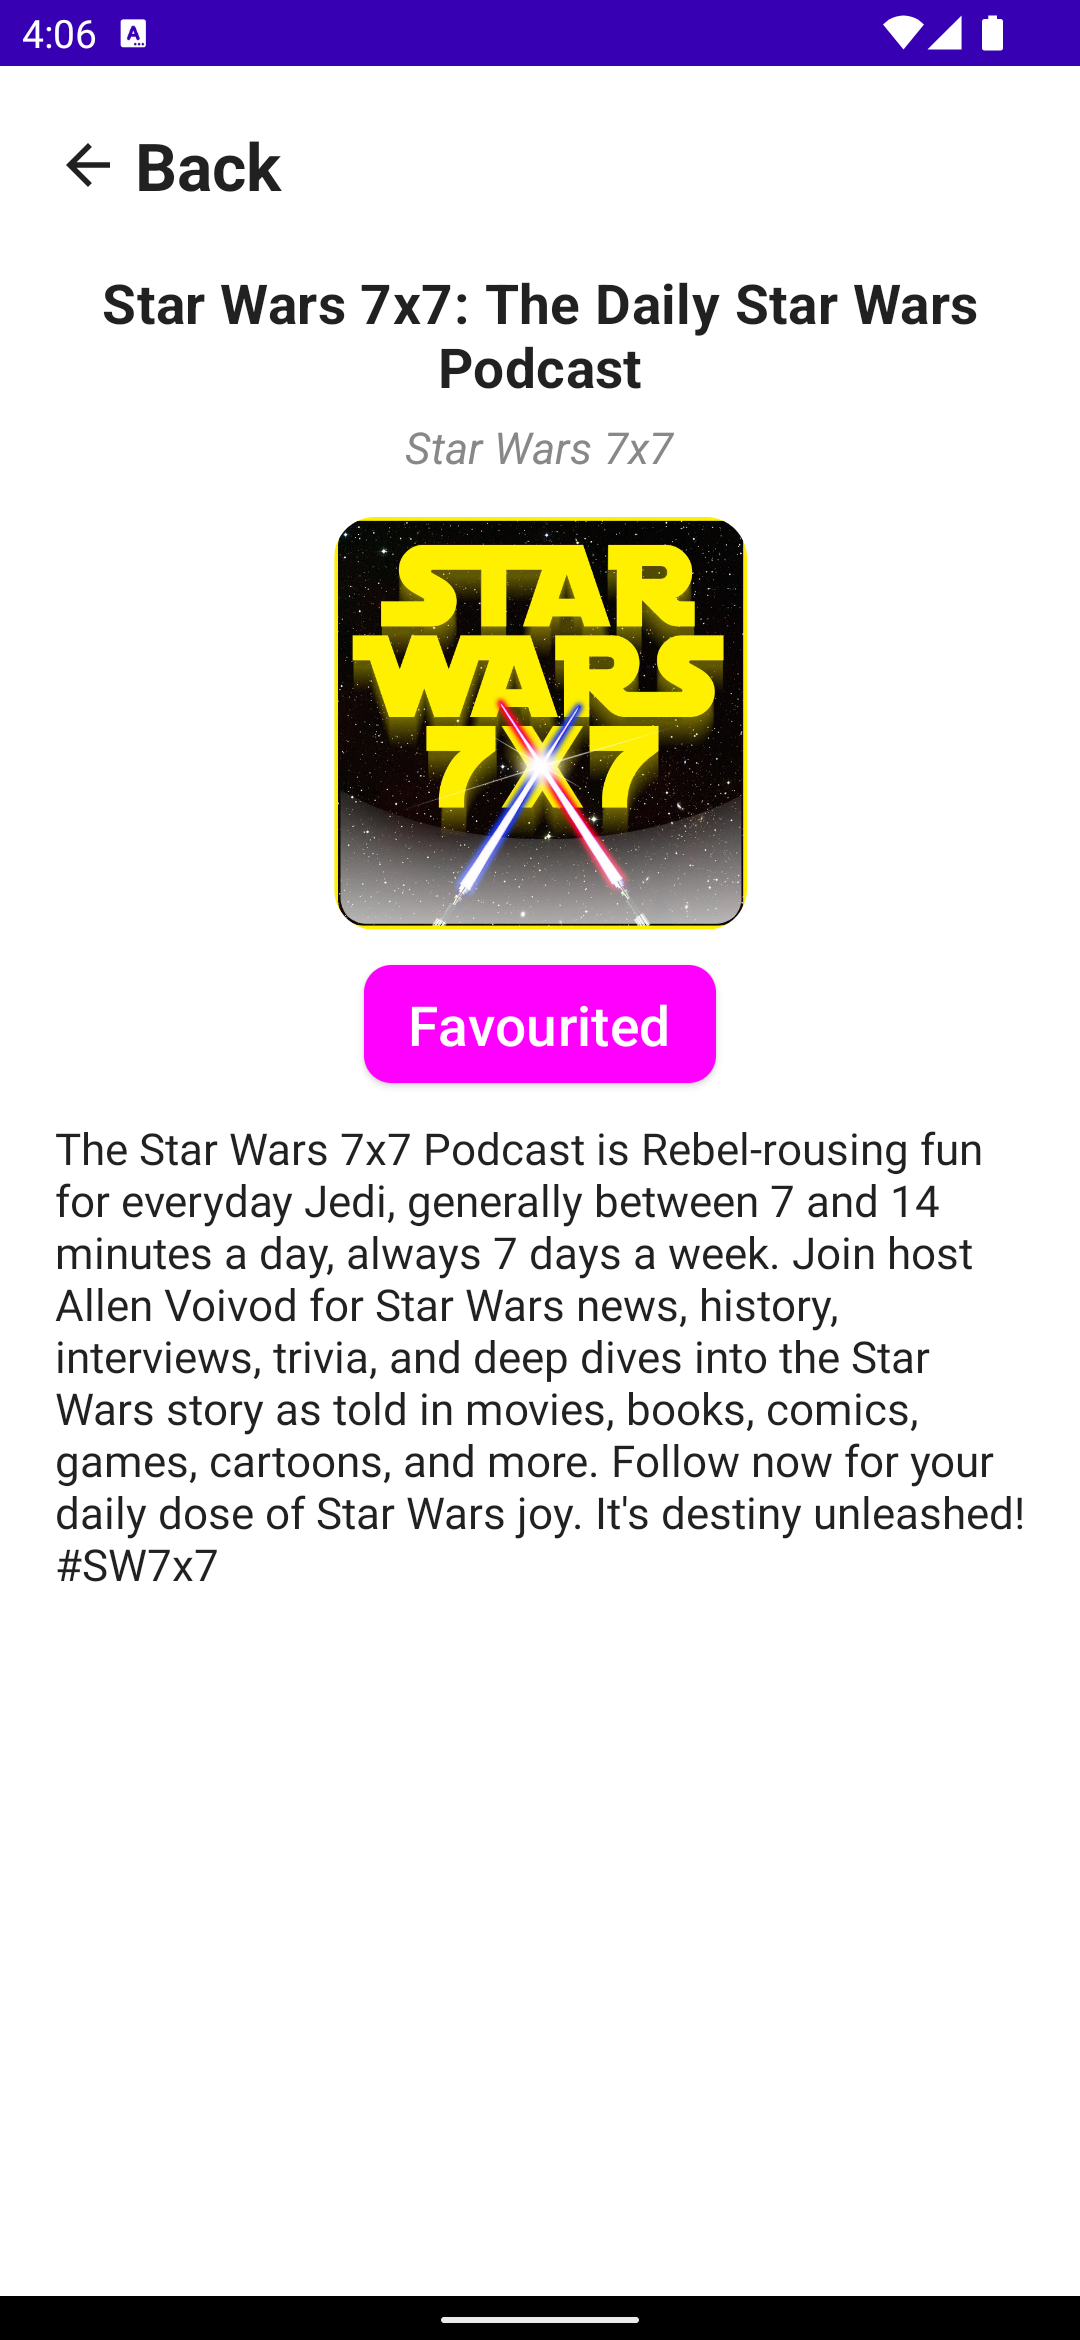 4:06
Back
Star Wars 7x7: The Daily Star Wars
Podcast
Star Wars 7x7
STAR
WARS
7X7
Favourited
The Star Wars 7x7 Podcast is Rebel-rousing fun
for everyday Jedi, generally between 7 and 14
minutes a day, always 7 days a week. Join host
Allen Voivod for Star Wars news, history,
interviews, trivia, and deep dives into the Star
Wars story as told in movies, books, comics,
games, cartoons, and more. Follow now for your
daily dose of Star Wars joy. It's destiny unleashed!
#SW7x7